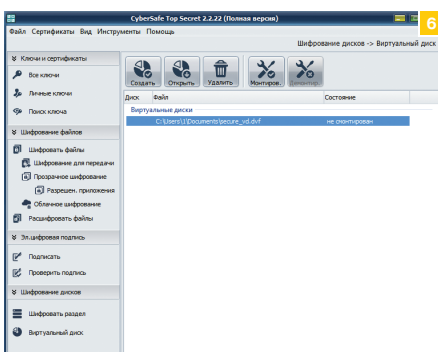 CyberSafe Top Secret 2.2.22 (Полная версия)
6
Файл Сертификаты Вид Инструменты Помощь
Шифрование дисков -> Виртуальный диск
Ключи и сертификаты
Все ключи
Личные ключи
Поиск ключа
Шифрование файлов
Шифровать файлы
Шифрование для передачи
Прозрачное шифрование
Разрешен. приложения
Облачное шифрование
Расшифровать файлы
Эл.цифровая подпись
Подписать
Проверить подпись
Шифрование дисков
Шифровать раздел
Виртуальный диск
Создать Открыть Удалить Монтиров. Демонтир.
Диск Файл Состояние
Виртуальные диски
C:\Users\1\Documents\secure_vd.dvf не смонтирован